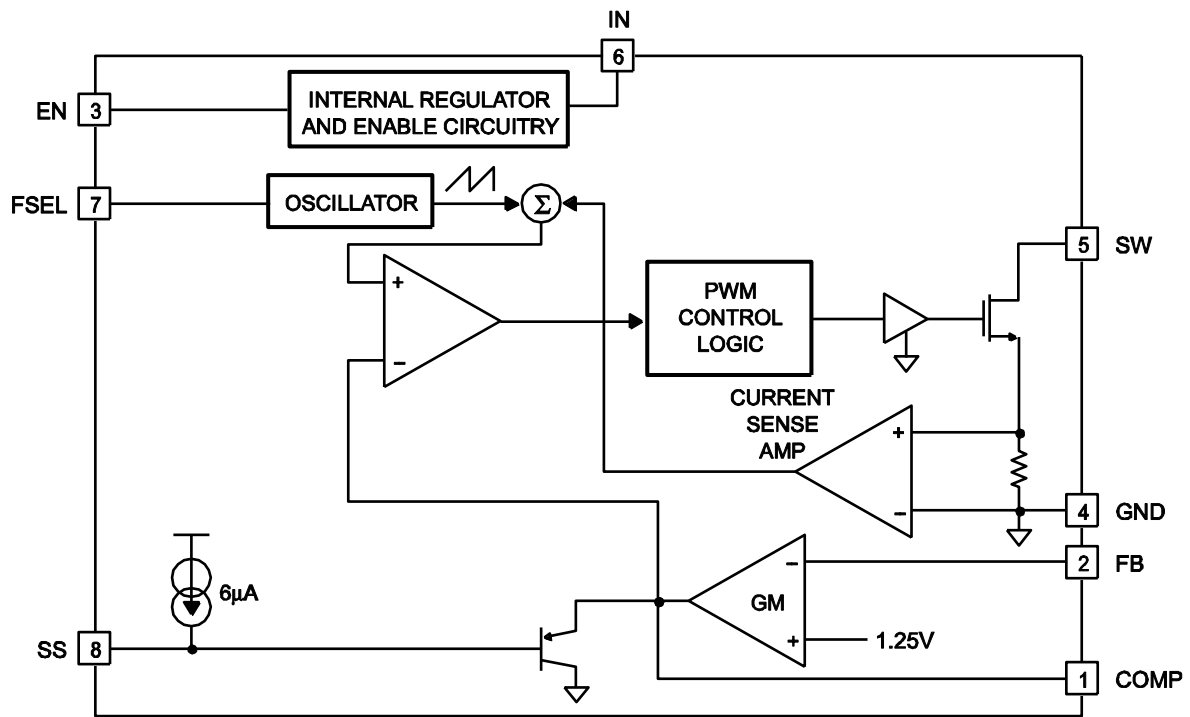 IN
6
INTERNAL REGULATOR
AND ENABLE CIRCUITRY
EN
3
FSEL
7
OSCILLATOR
Σ
5
SW
+
−
PWM
CONTROL
LOGIC
CURRENT
SENSE
AMP
+
−
4
GND
2
FB
−
GM
+
1.25V
6µA
SS
8
1
COMP